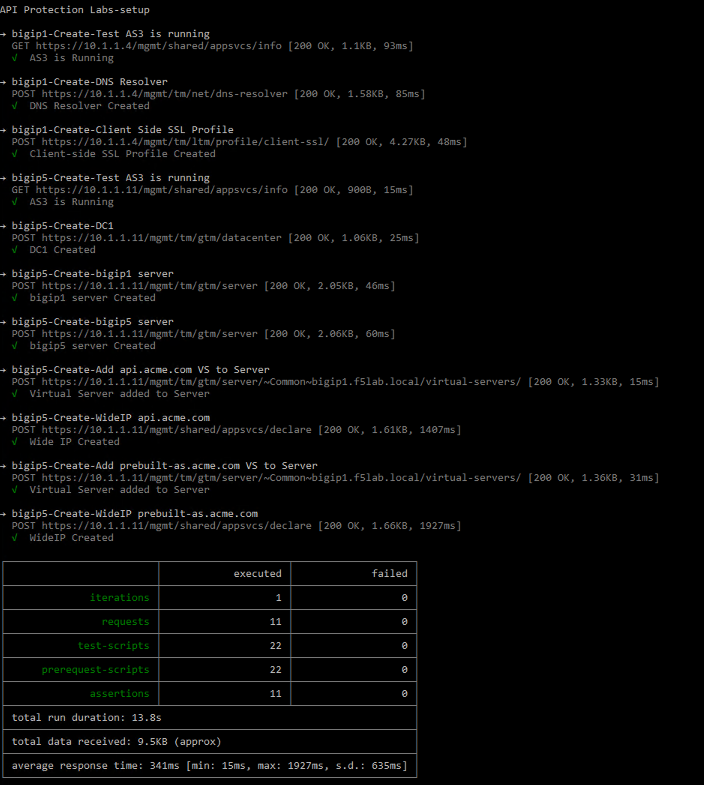 API Protection Labs-setup
→ bigip1-Create-Test AS3 is running
GET https://10.1.1.4/mgmt/shared/appsvcs/info [200 OK, 1.1KB, 93ms]
√ AS3 is Running
→ bigip1-Create-DNS Resolver
POST https://10.1.1.4/mgmt/tm/net/dns-resolver [200 OK, 1.58KB, 85ms]
√ DNS Resolver Created
→ bigip1-Create-Client Side SSL Profile
POST https://10.1.1.4/mgmt/tm/ltm/profile/client-ssl/ [200 OK, 4.27KB, 48ms]
√ Client-side SSL Profile Created
→ bigip5-Create-Test AS3 is running
GET https://10.1.1.11/mgmt/shared/appsvcs/info [200 OK, 900B, 15ms]
√ AS3 is Running
→ bigip5-Create-DC1
POST https://10.1.1.11/mgmt/tm/gtm/datacenter [200 OK, 1.06KB, 25ms]
√ DC1 Created
→ bigip5-Create-bigip1 server
POST https://10.1.1.11/mgmt/tm/gtm/server [200 OK, 2.05KB, 46ms]
√ bigip1 server Created
→ bigip5-Create-bigip5 server
POST https://10.1.1.11/mgmt/tm/gtm/server [200 OK, 2.06KB, 60ms]
√ bigip5 server Created
→ bigip5-Create-Add api.acme.com VS to Server
POST https://10.1.1.11/mgmt/tm/gtm/server/~Common~bigip1.f5lab.local/virtual-servers/ [200 OK, 1.33KB, 15ms]
√ Virtual Server added to Server
→ bigip5-Create-WideIP api.acme.com
POST https://10.1.1.11/mgmt/shared/appsvcs/declare [200 OK, 1.61KB, 1407ms]
√ Wide IP Created
→ bigip5-Create-Add prebuilt-as.acme.com VS to Server
POST https://10.1.1.11/mgmt/tm/gtm/server/~Common~bigip1.f5lab.local/virtual-servers/ [200 OK, 1.36KB, 31ms]
√ Virtual Server added to Server
→ bigip5-Create-WideIP prebuilt-as.acme.com
POST https://10.1.1.11/mgmt/shared/appsvcs/declare [200 OK, 1.66KB, 1927ms]
√ WideIP Created
executed failed
iterations 1 0
requests 11 0
test-scripts 22 0
prerequest-scripts 22 0
assertions 11 0
total run duration: 13.8s
total data received: 9.5KB (approx)
average response time: 341ms [min: 15ms, max: 1927ms, s.d.: 635ms]